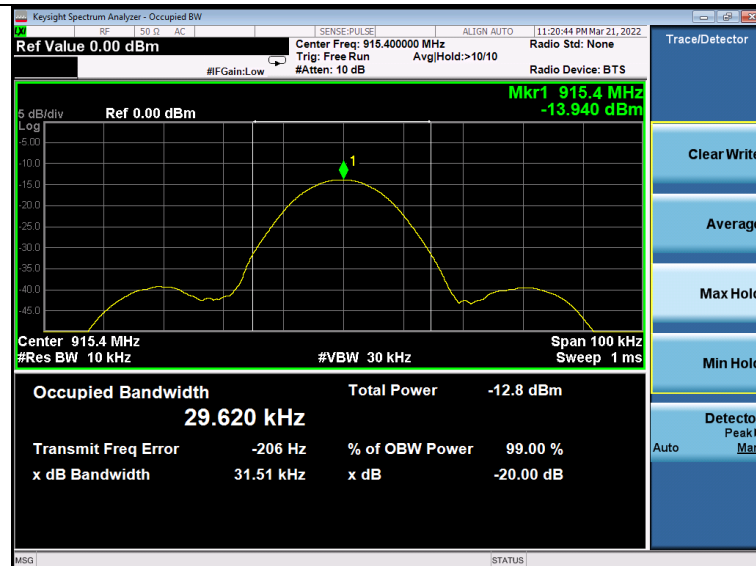 Keysight Spectrum Analyzer - Occupied BW
LXI RF 50 Ω AC SENSE:PULSE ALIGN AUTO 11:20:44 PM Mar 21, 2022
Ref Value 0.00 dBm Center Freq: 915.400000 MHz Radio Std: None
Trig: Free Run Avg|Hold:>10/10
#IFGain:Low #Atten: 10 dB Radio Device: BTS
Trace/Detector
Mkr1 915.4 MHz
5 dB/div Ref 0.00 dBm -13.940 dBm
Log
-5.00
1
-10.0
-15.0
-20.0
-25.0
-30.0
-35.0
-40.0
-45.0
Center 915.4 MHz Span 100 kHz
#Res BW 10 kHz #VBW 30 kHz Sweep 1 ms
Clear Write
Average
Max Hold
Min Hold
Detecto
Peak
Auto Man
Occupied Bandwidth Total Power -12.8 dBm
29.620 kHz
Transmit Freq Error -206 Hz % of OBW Power 99.00 %
x dB Bandwidth 31.51 kHz x dB -20.00 dB
MSG STATUS